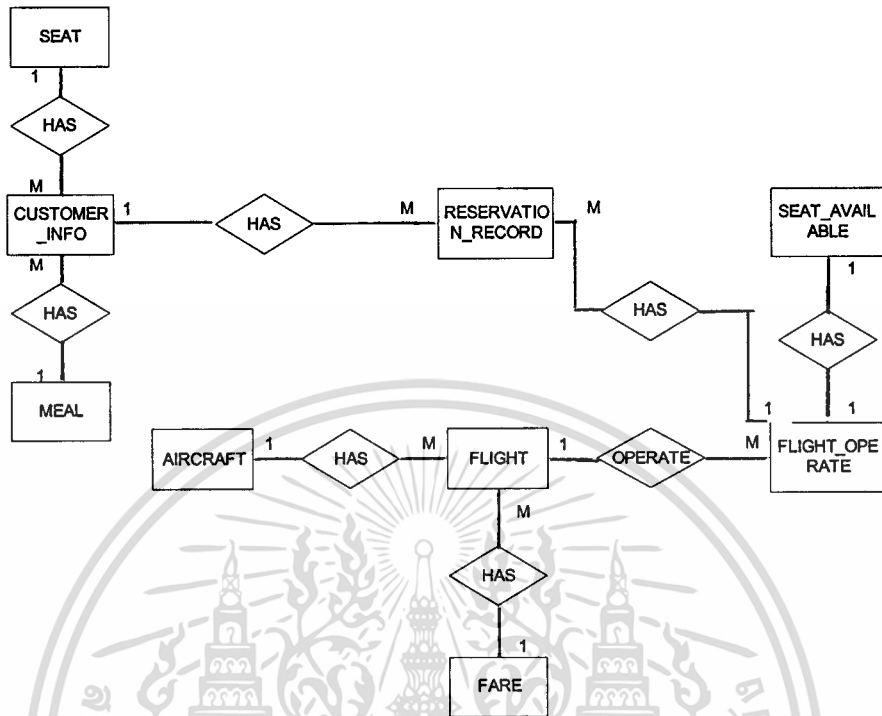 SEAT
1
HAS
M
CUSTOMER
_INFO
1
HAS
M
RESERVATIO
N_RECORD
M
SEAT_AVAIL
ABLE
M
1
HAS
HAS
HAS
1
MEAL
1
1
AIRCRAFT
1
HAS
M
FLIGHT
1
OPERATE
M
FLIGHT_OPE
RATE
M
HAS
1
FARE